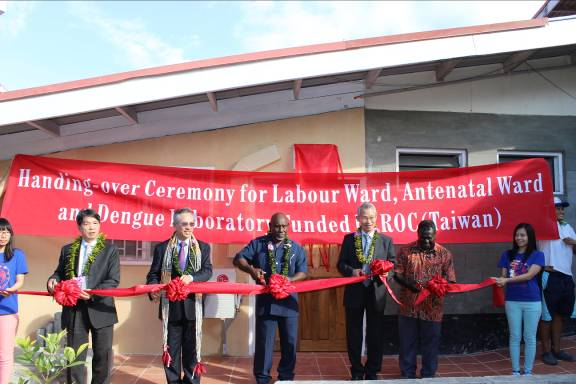 Handing-over Ceremony for Labour Ward, Antenatal Ward
and Dengue Laboratory Funded ROC(Taiwan)